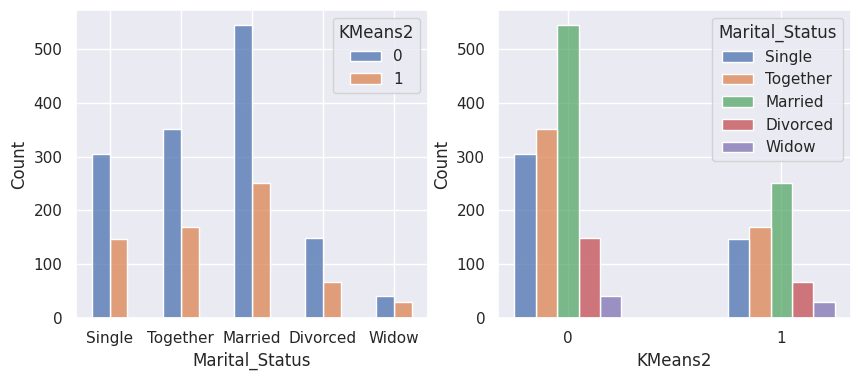 KMeans2
0
1
500
400
300
200
100
0
Count
Single Together Married Divorced Widow
Marital_Status
Marital_Status
Single
Together
Married
Divorced
Widow
500
400
300
200
100
0
Count
0 1
KMeans2